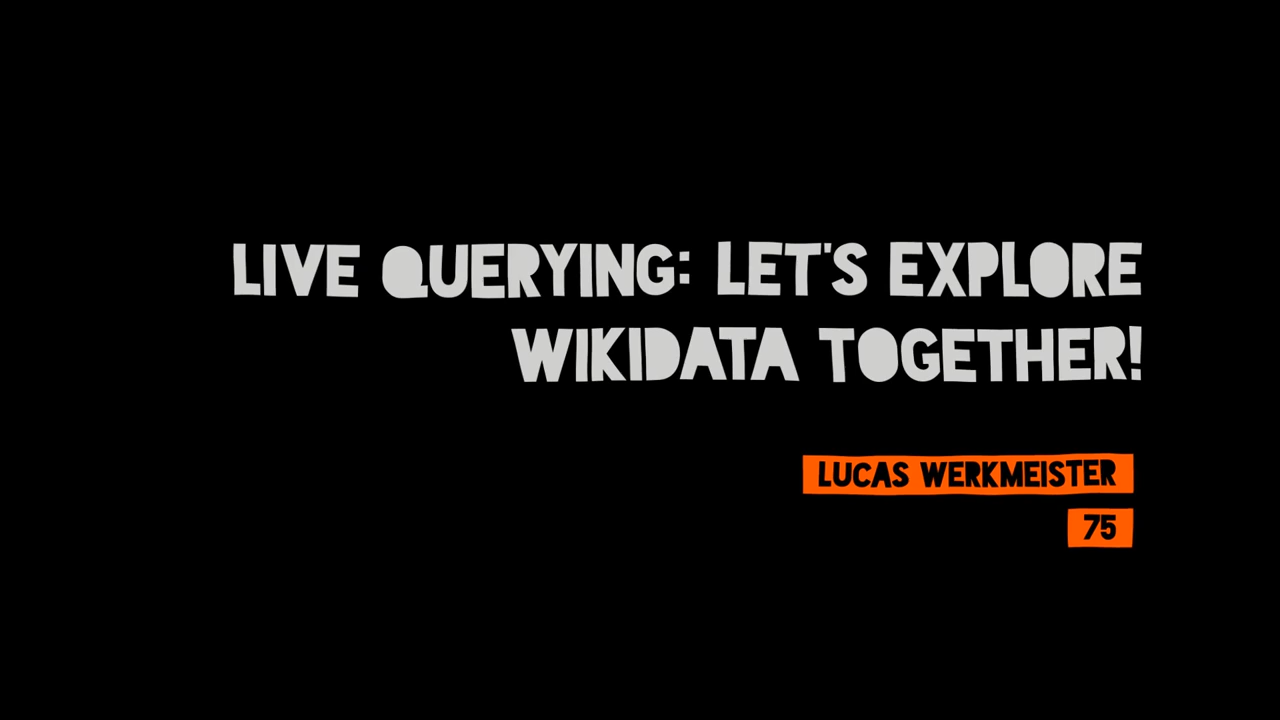 LIVE QUERYING: LET'S EXPLORE
WIKIDATA TOGETHER!
LUCAS WERKMEISTER
75